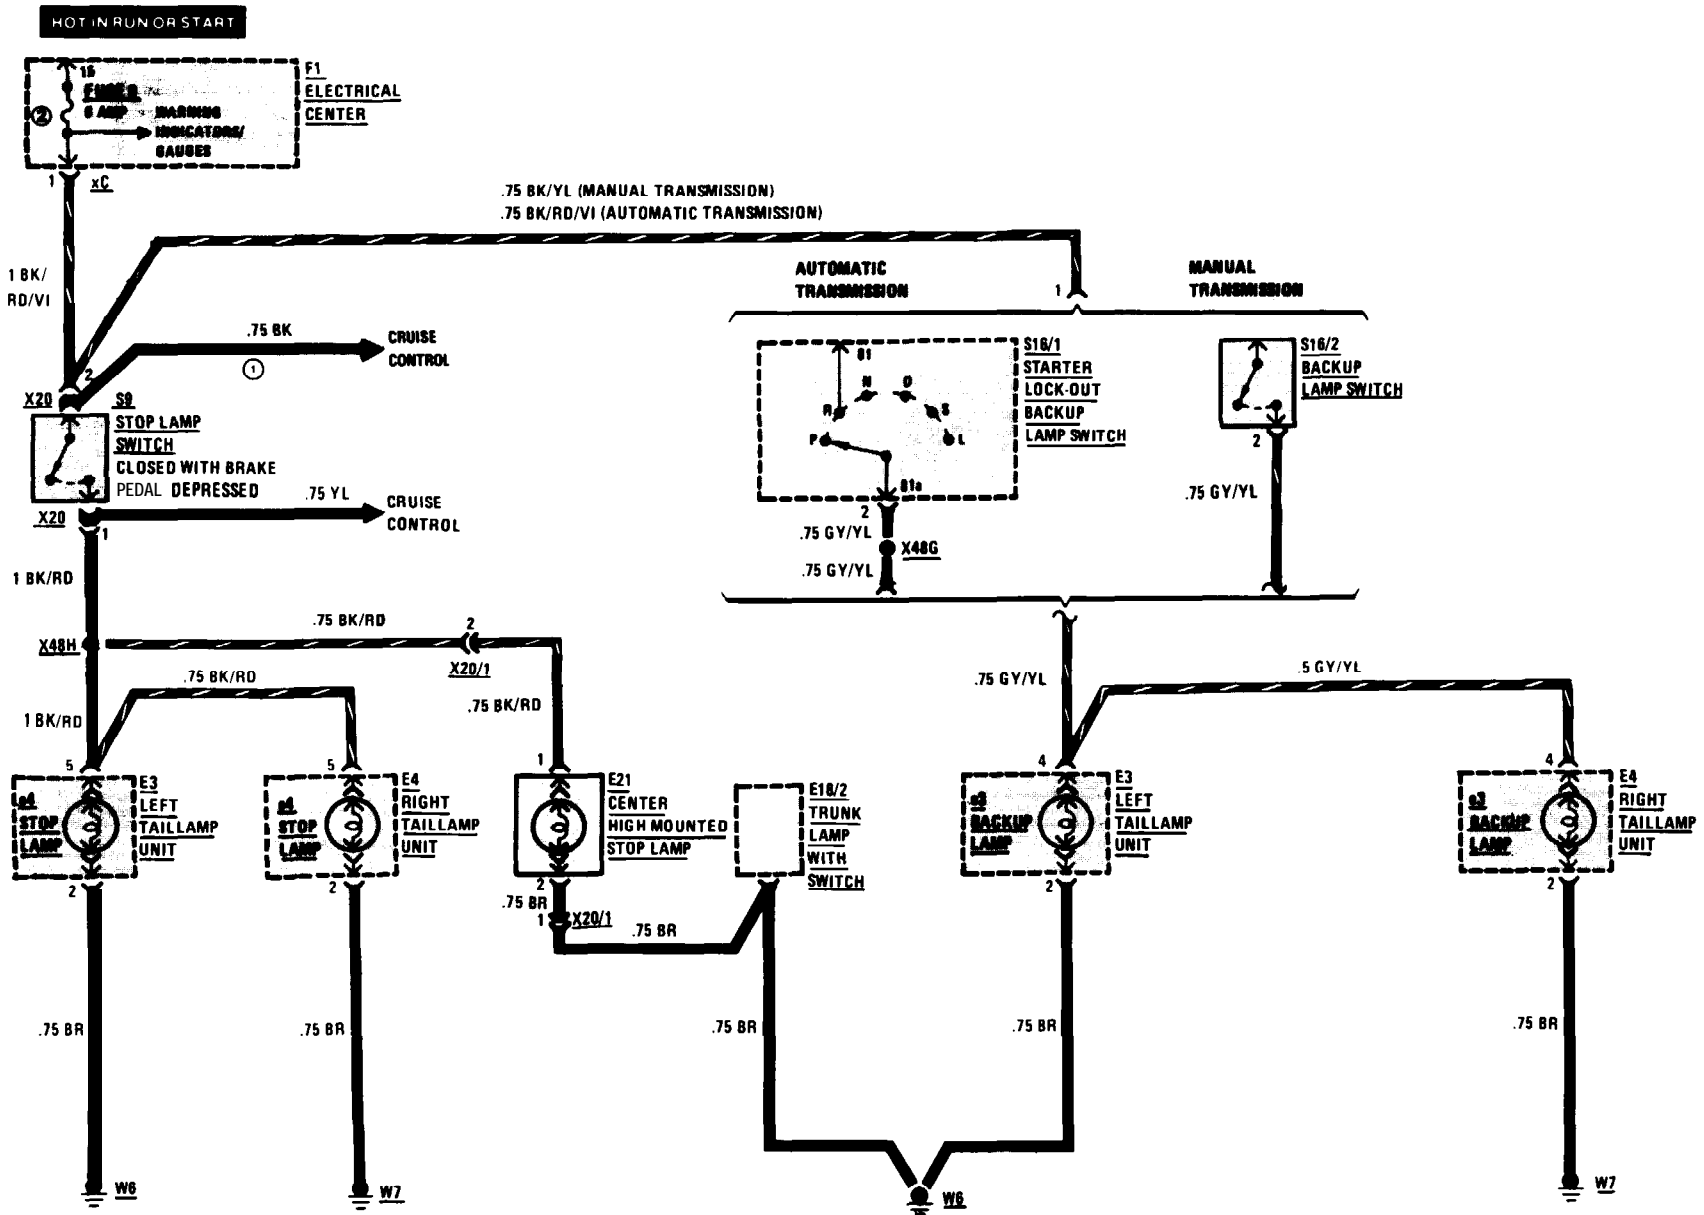 HOT IN RUN OR START
15
8 AMP
WARNING
INDICATORS/
GAUGES
2
F1
ELECTRICAL
CENTER
1
xC
.75 BK/YL (MANUAL TRANSMISSION)
.75 BK/RD/VI (AUTOMATIC TRANSMISSION)
1 BK/
RD/VI
AUTOMATIC
TRANSMISSION
1
MANUAL
TRANSMISSION
.75 BK
1
CRUISE
CONTROL
2
X20
S9
STOP LAMP
SWITCH
CLOSED WITH BRAKE
PEDAL DEPRESSED
81
N
D
R
S
P
L
81a
S16/1
STARTER
LOCK-OUT
BACKUP
LAMP SWITCH
S16/2
BACKUP
LAMP SWITCH
2
.75 GY/YL
X20
1
.75 YL
CRUISE
CONTROL
2
.75 GY/YL
X48G
.75 GY/YL
1 BK/RD
X48H
.75 BK/RD
2
X20/1
.75 BK/RD
.75 BK/RD
1 BK/RD
.75 GY/YL
.5 GY/YL
5
e4
STOP
LAMP
E3
LEFT
TAILLAMP
UNIT
2
5
e4
STOP
LAMP
E4
RIGHT
TAILLAMP
UNIT
2
1
E21
CENTER
HIGH MOUNTED
STOP LAMP
2
.75 BR
1
X20/1
.75 BR
E18/2
TRUNK
LAMP
WITH
SWITCH
4
e3
BACKUP
LAMP
E3
LEFT
TAILLAMP
UNIT
2
4
e3
BACKUP
LAMP
E4
RIGHT
TAILLAMP
UNIT
2
.75 BR
.75 BR
.75 BR
.75 BR
.75 BR
W6
W7
W6
W7